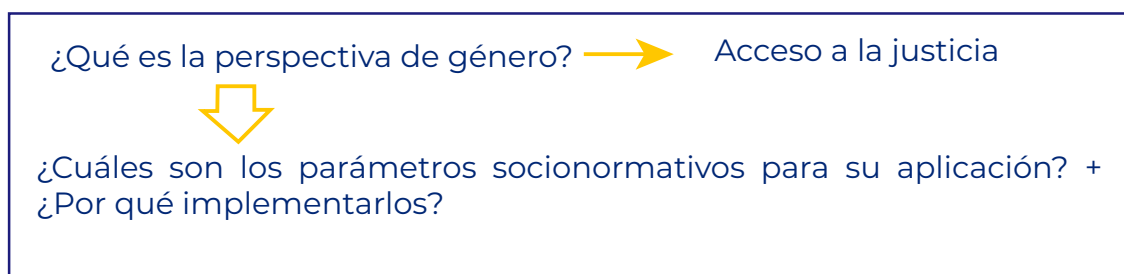 ¿Qué es la perspectiva de género?
Acceso a la justicia
¿Cuáles son los parámetros socionormativos para su aplicación? +
¿Por qué implementarlos?